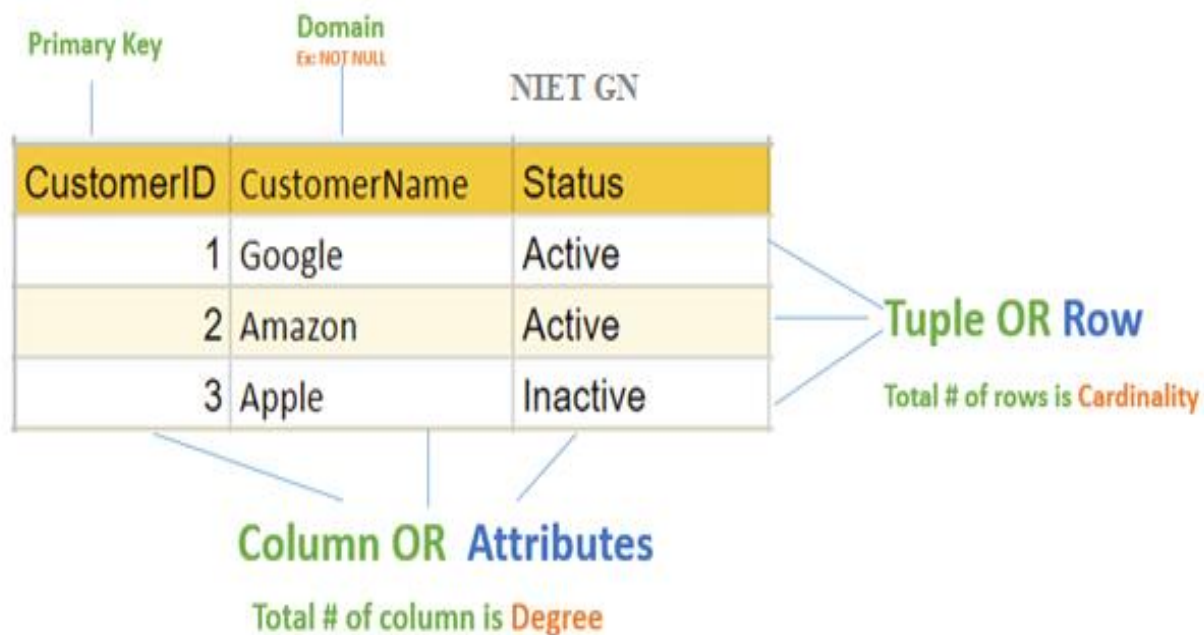 Primary Key
Domain
Ex: NOT NULL
NIET GN
CustomerID CustomerName Status
1 Google Active
2 Amazon Active
3 Apple Inactive
Tuple OR Row
Total # of rows is Cardinality
Column OR Attributes
Total # of column is Degree